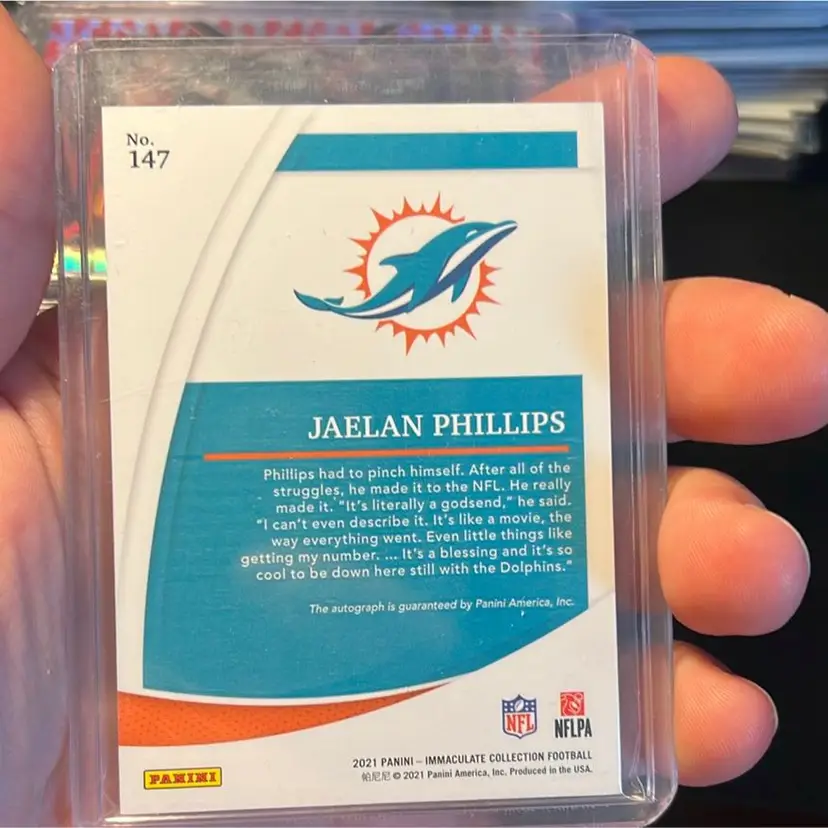 No.
147
JAELAN PHILLIPS
Phillips had to pinch himself. After all of the
struggles, he made it to the NFL. He really
made it. "It's literally a godsend," he said.
"I can't even describe it. It's like a movie, the
way everything went. Even little things like
getting my number. ... It's a blessing and it's so
cool to be down here still with the Dolphins."
The autograph is guaranteed by Panini America, Inc.
NFL
NFLPA
2021 PANINI – IMMACULATE COLLECTION FOOTBALL
帕尼尼 © 2021 Panini America, Inc. Produced in the USA.
PANINI